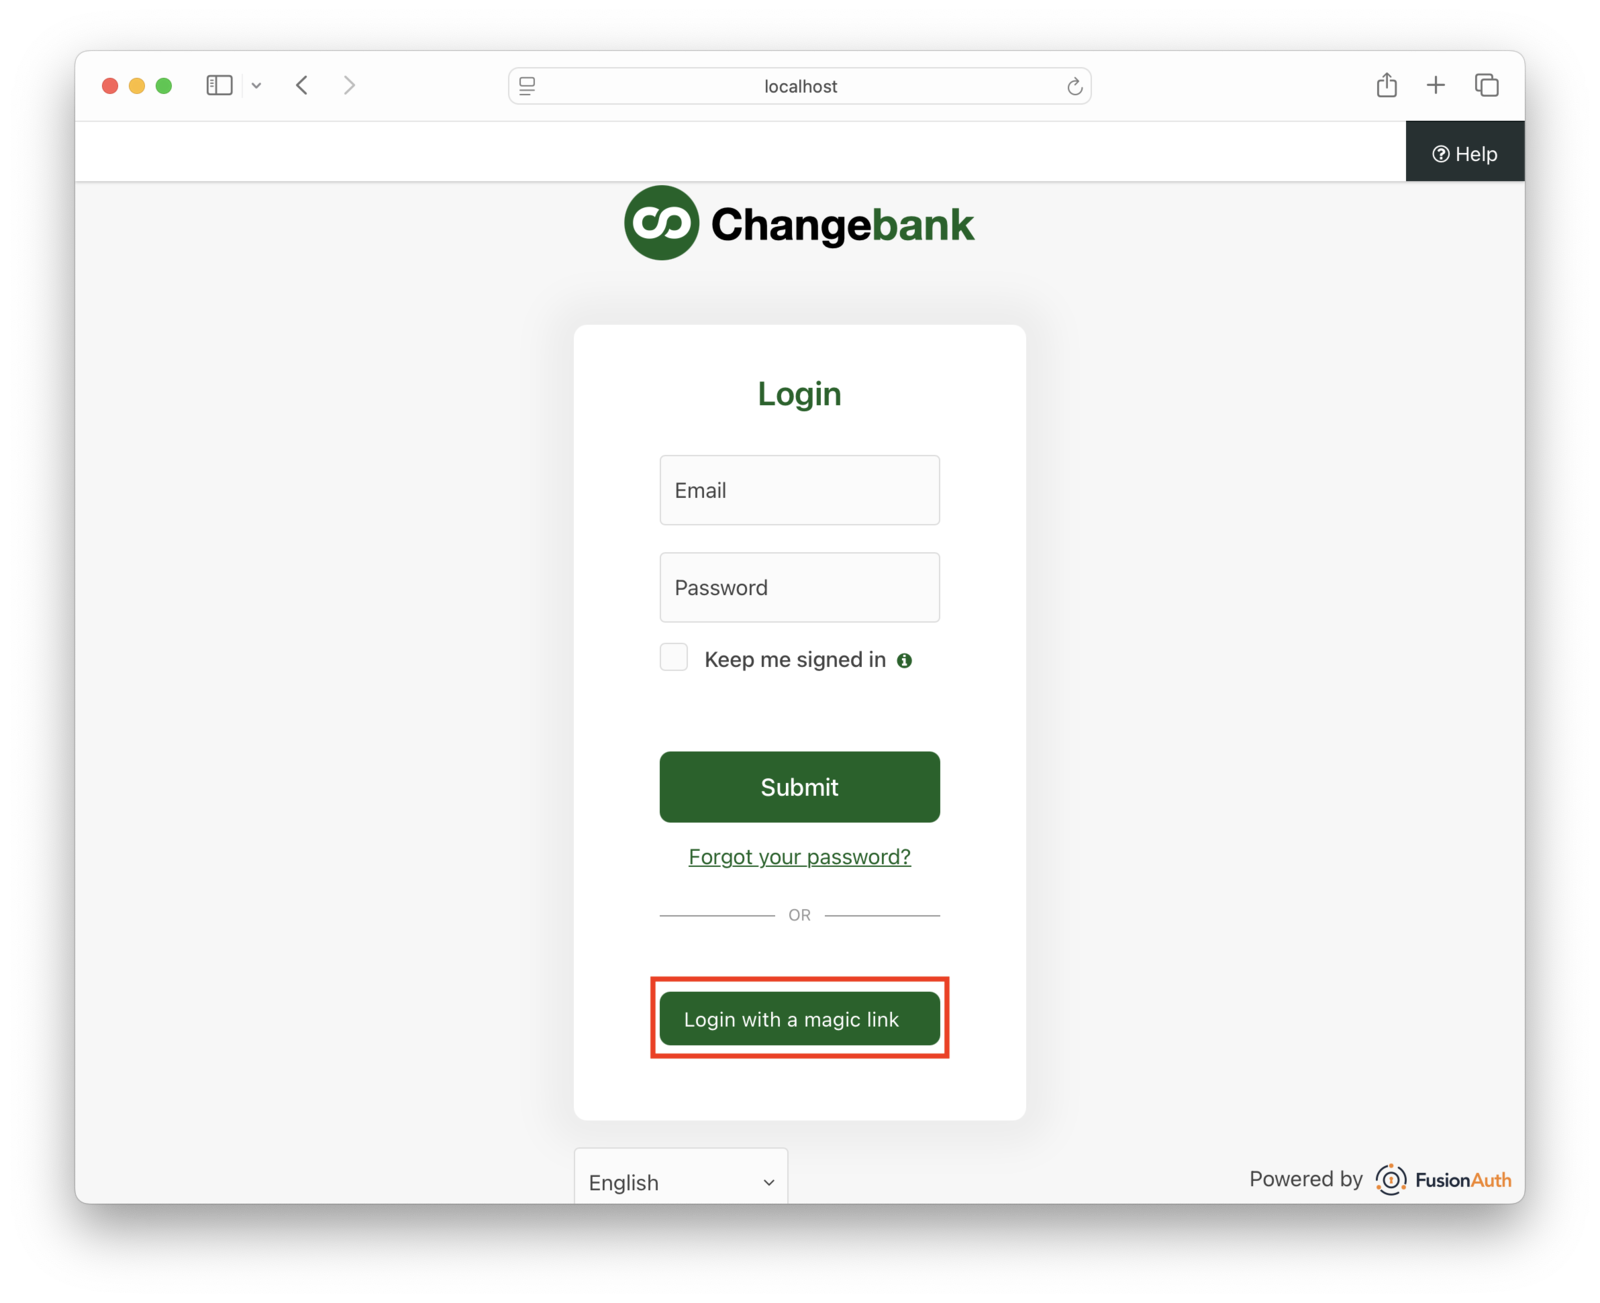 localhost
Help
Changebank
Login
Email
Password
Keep me signed in
Submit
Forgot your password?
OR
Login with a magic link
English
Powered by FusionAuth